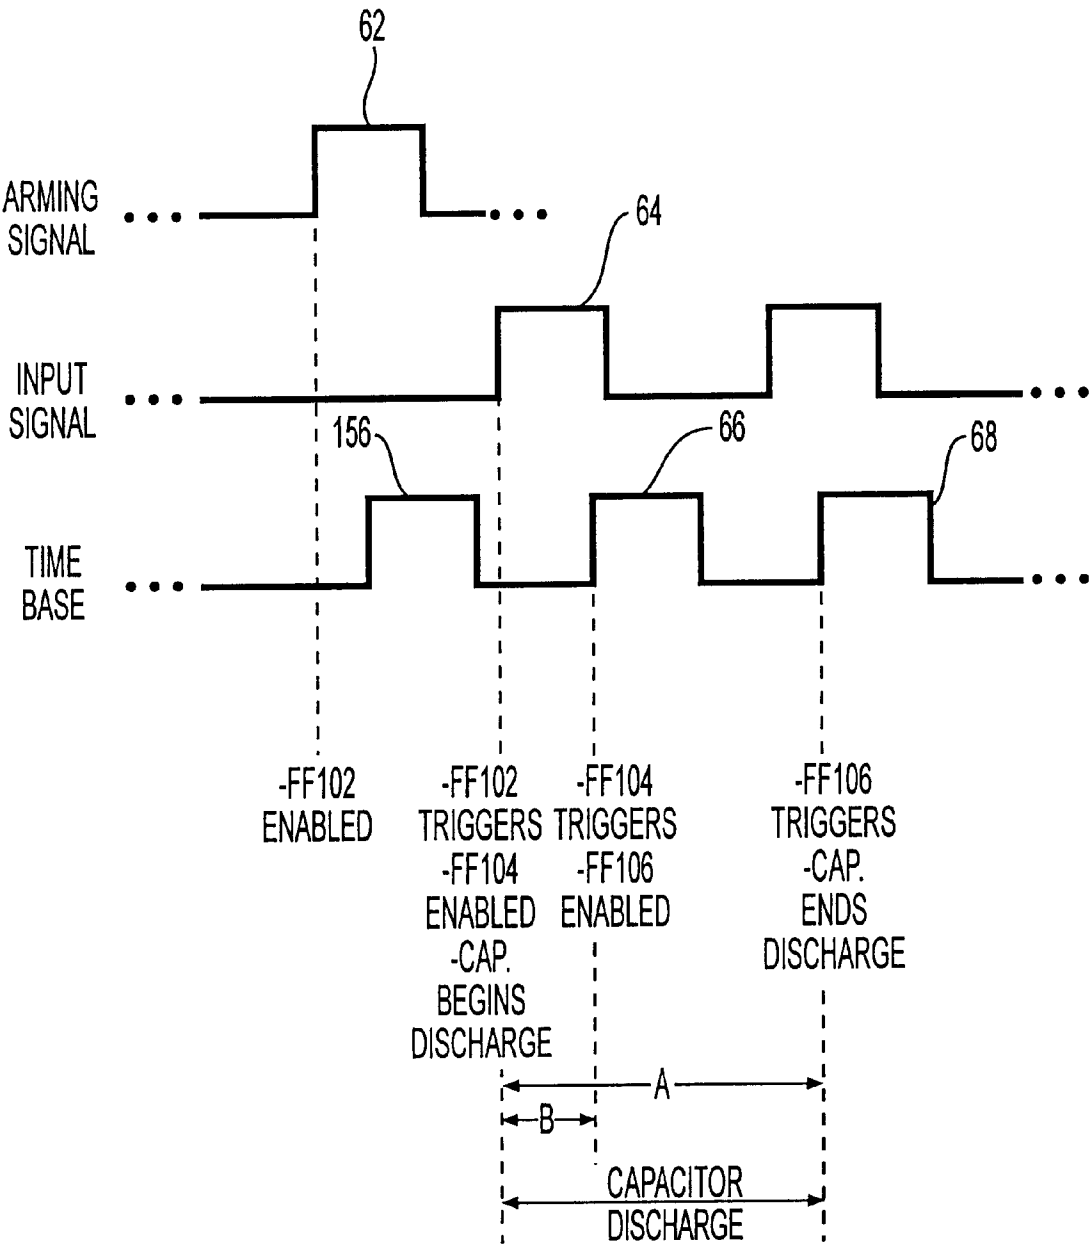 62
ARMING
SIGNAL
64
INPUT
SIGNAL
156
66
68
TIME
BASE
-FF102
ENABLED
-FF102
TRIGGERS
-FF104
ENABLED
-CAP.
BEGINS
DISCHARGE
-FF104
TRIGGERS
-FF106
ENABLED
-FF106
TRIGGERS
-CAP.
ENDS
DISCHARGE
A
B
CAPACITOR
DISCHARGE